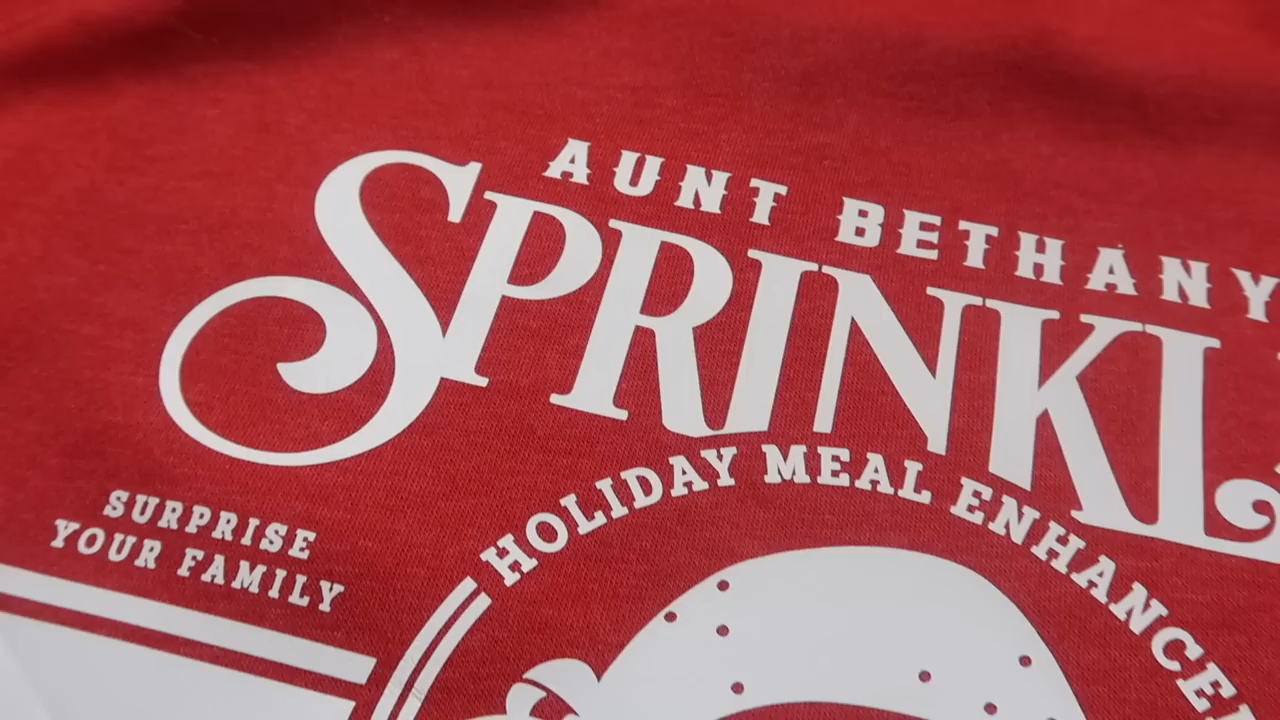 AUNT BETHANY
SPRINKL
HOLIDAY MEAL ENHANCE
SURPRISE
YOUR FAMILY